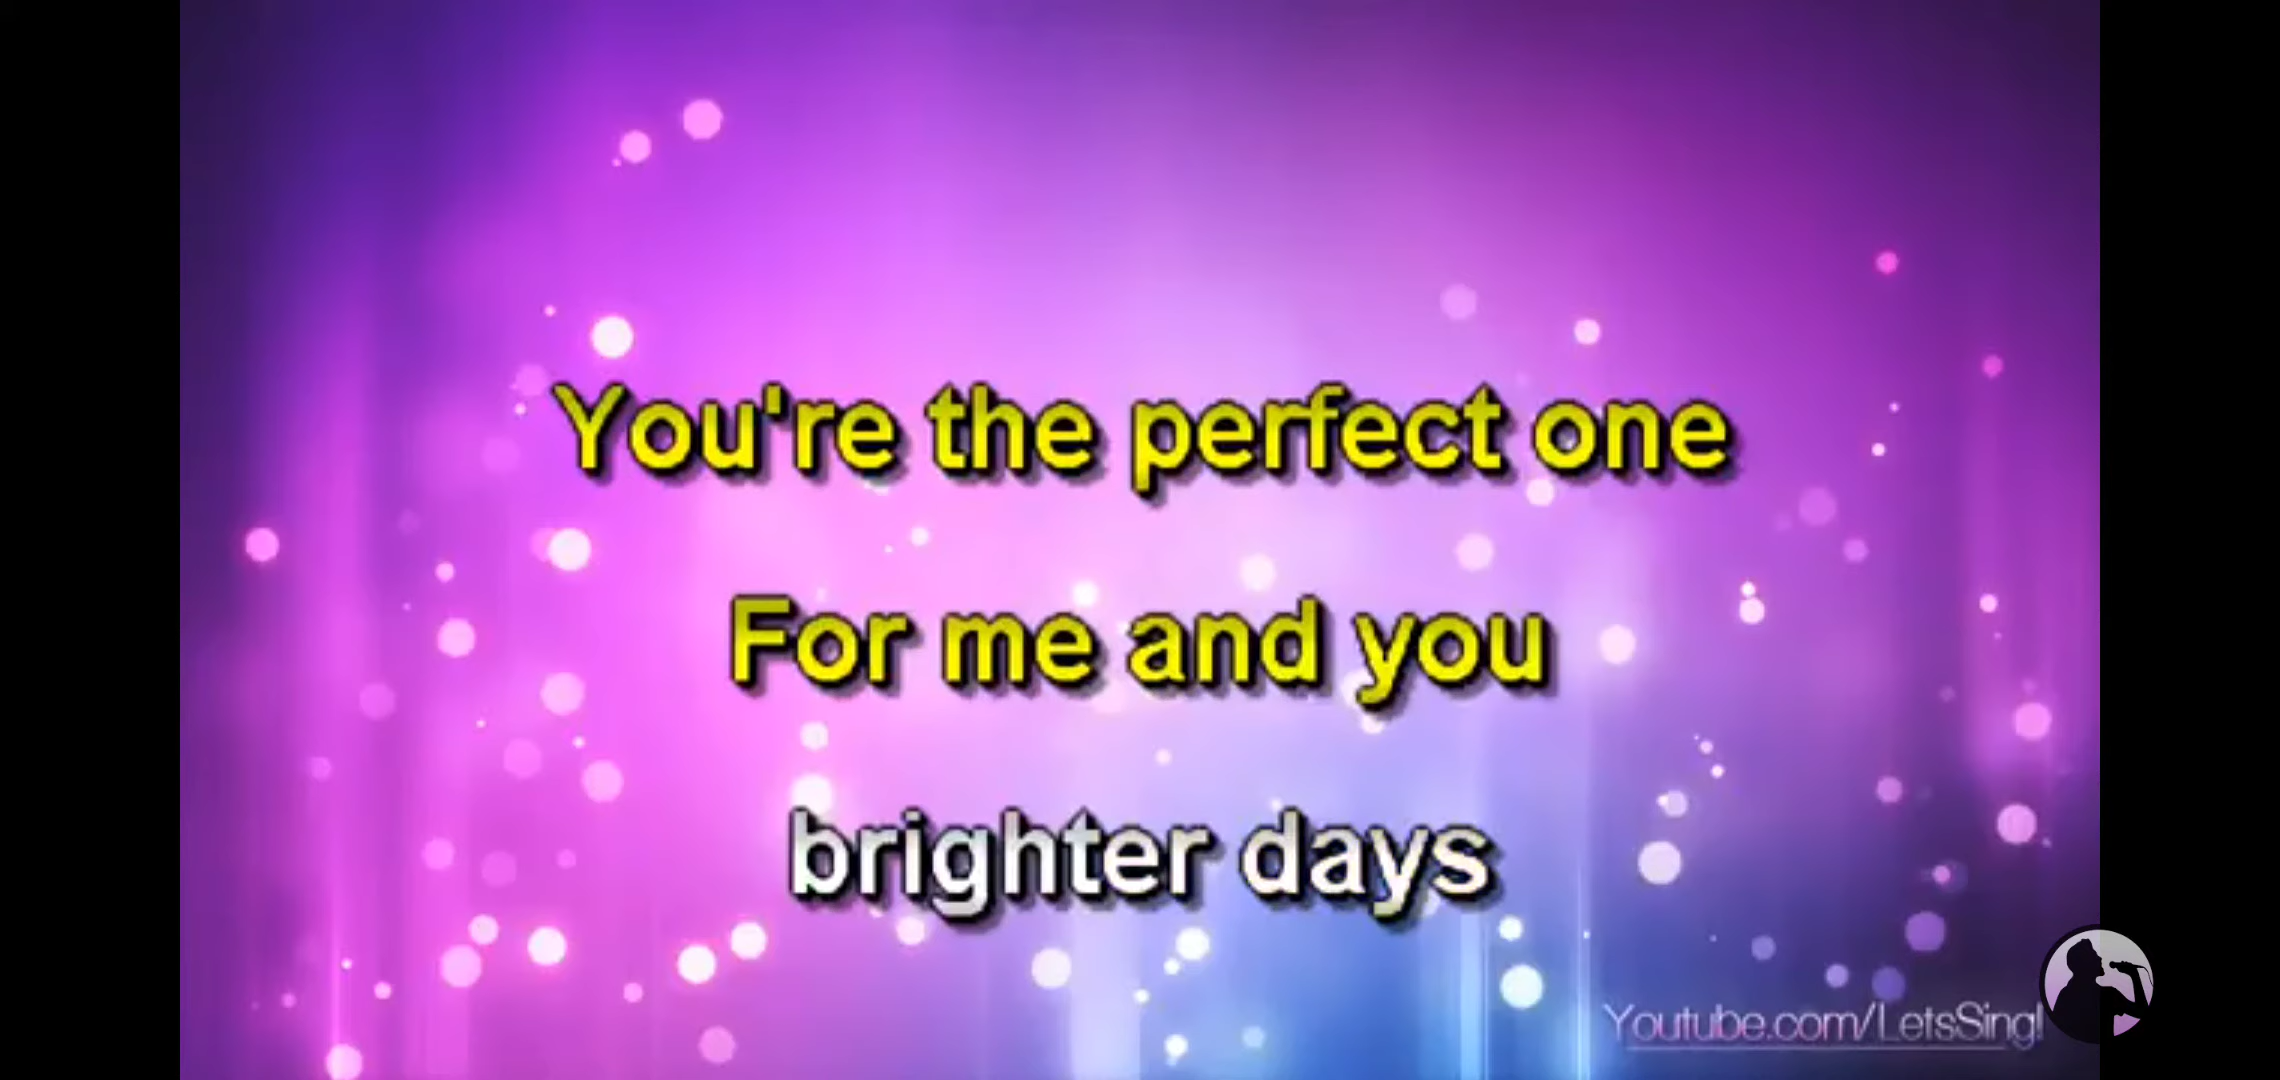 You're the perfect one
For me and you
brighter days
Youtube.com/LetsSing!